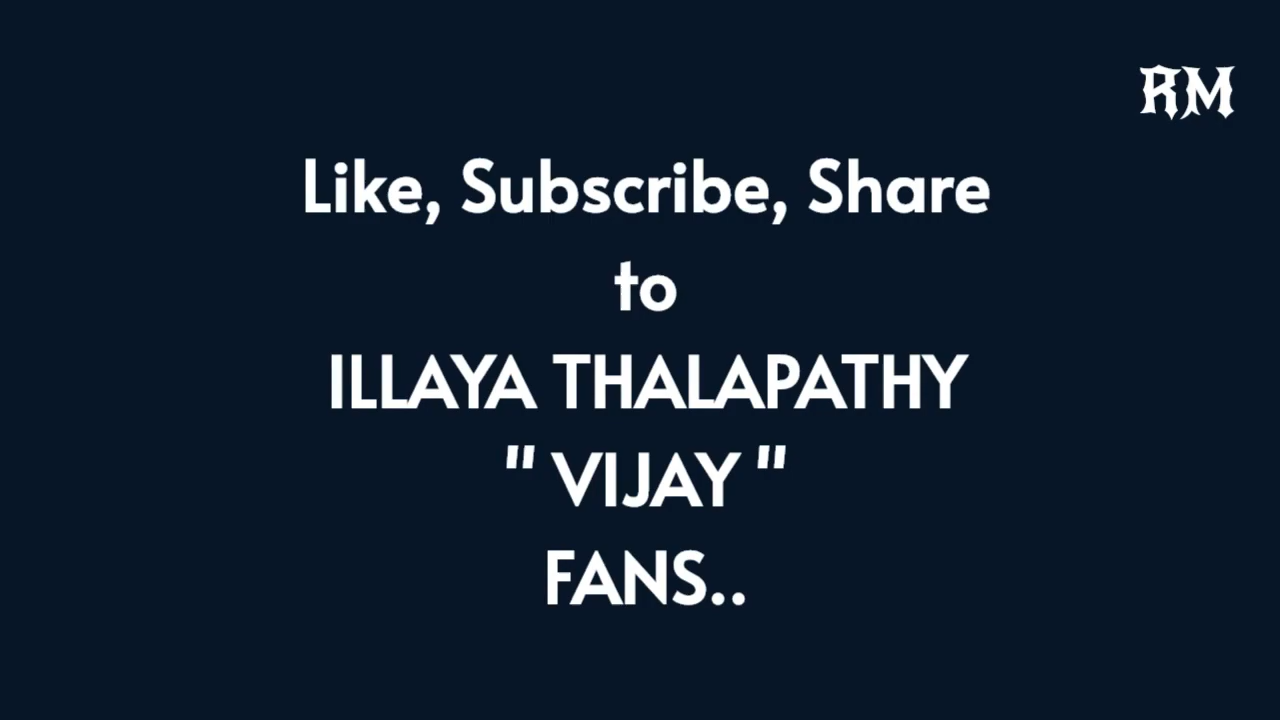 RM
Like, Subscribe, Share
to
ILLAYA THALAPATHY
" VIJAY "
FANS..